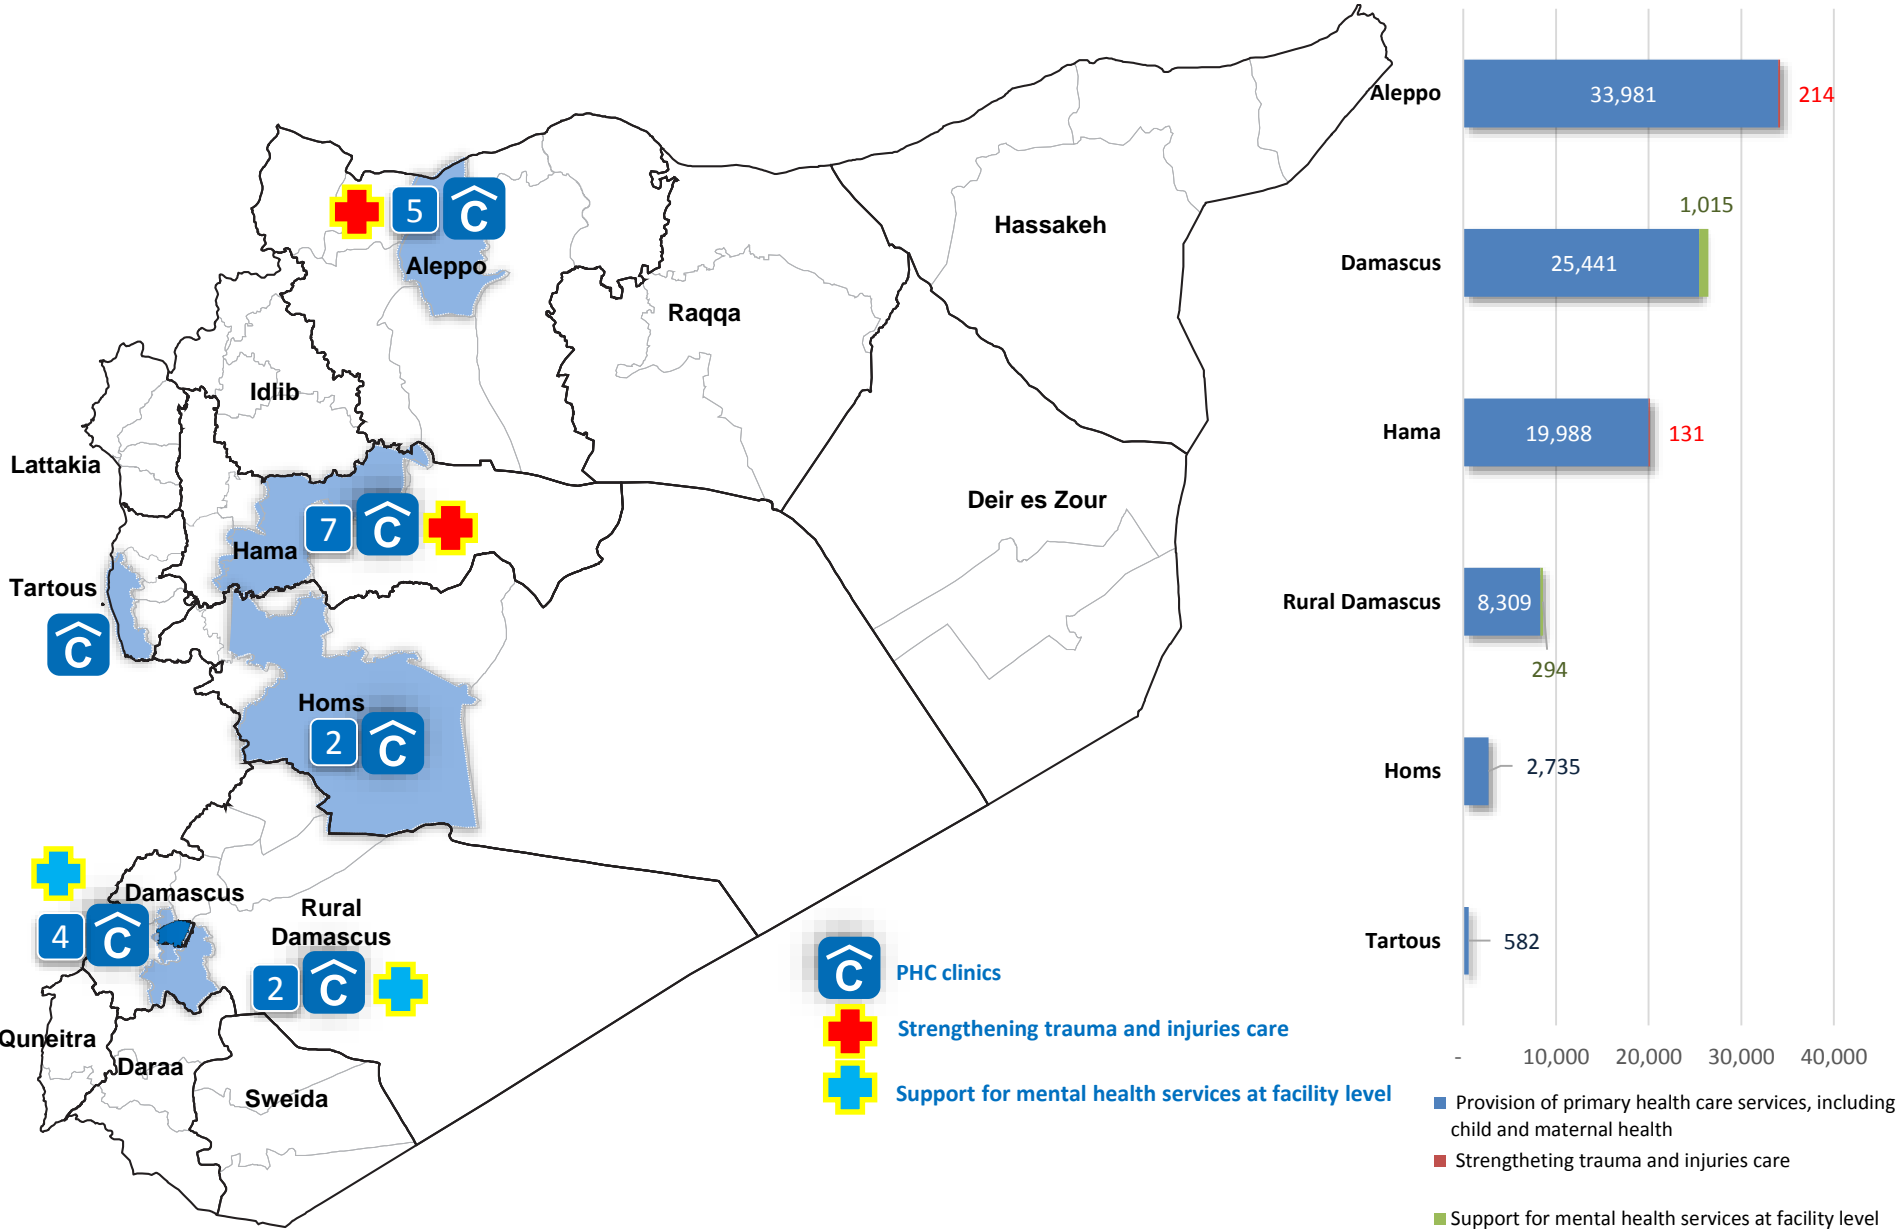 5
C
Aleppo
Hassakeh
Raqqa
Idlib
Lattakia
Deir es Zour
7
C
Hama
Tartous
C
Homs
2
C
Damascus
4
C
Rural
Damascus
2
C
Quneitra
Daraa
Sweida
C
PHC clinics
Strengthening trauma and injuries care
Support for mental health services at facility level
Aleppo
33,981
214
Damascus
25,441
1,015
Hama
19,988
131
Rural Damascus
8,309
294
Homs
2,735
Tartous
582
- 10,000 20,000 30,000 40,000
Provision of primary health care services, including
child and maternal health
Strengtheting trauma and injuries care
Support for mental health services at facility level